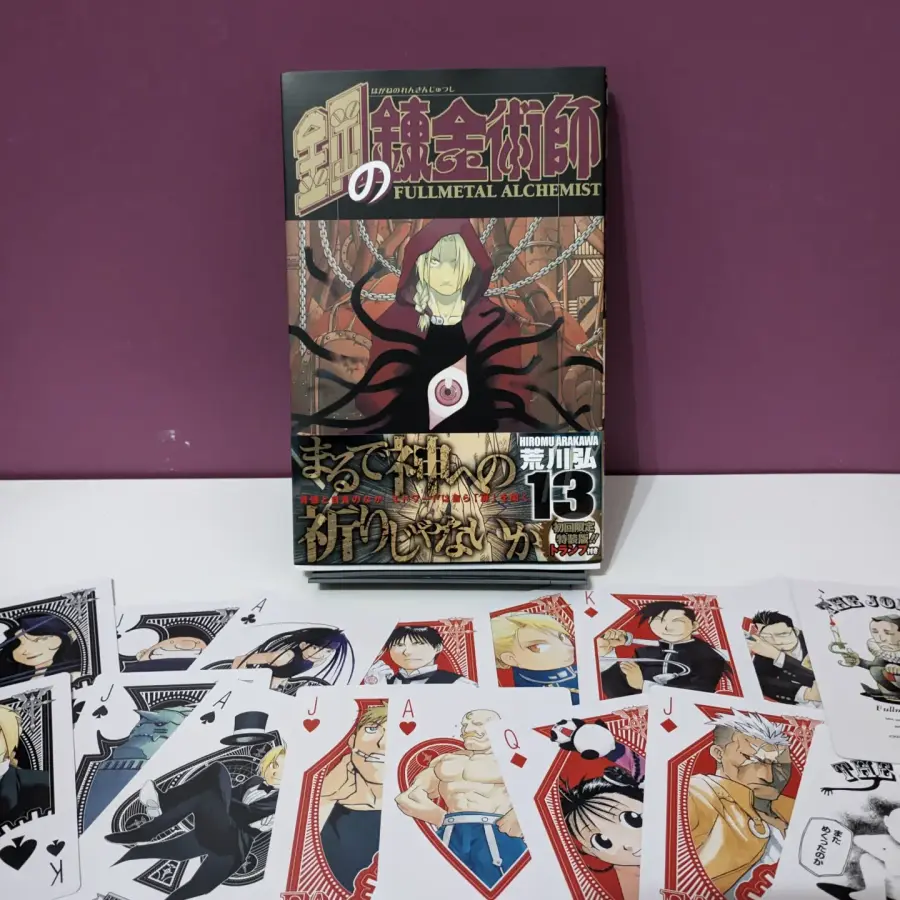 はがねのれんきんじゅつし
鋼の錬金術師
FULLMETAL ALCHEMIST
まるで神への
祈りじゃないか
HIROMU ARAKAWA
荒川弘
13
初回限定
特装版!!
トランプ付き
J
A
K
THE JO
J
A
J
A
Q
J
THE
また
めくったのか
K